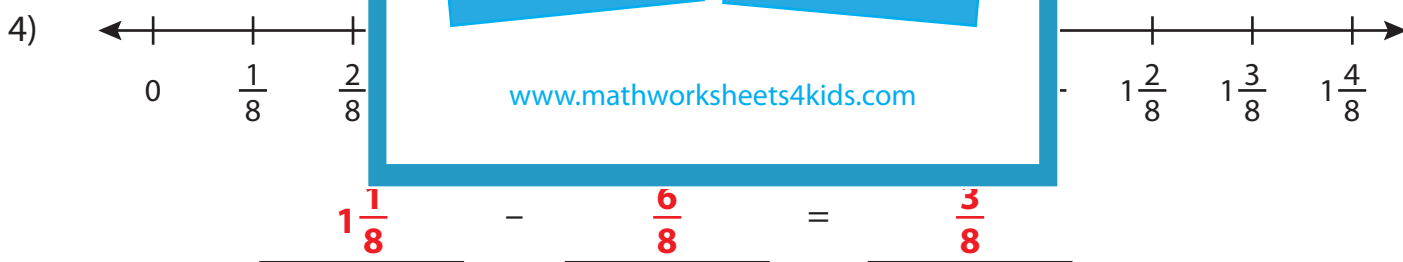 4)
0 1/8 2/8 1 2/8 1 3/8 1 4/8
www.mathworksheets4kids.com
1 1/8 – 6/8 = 3/8